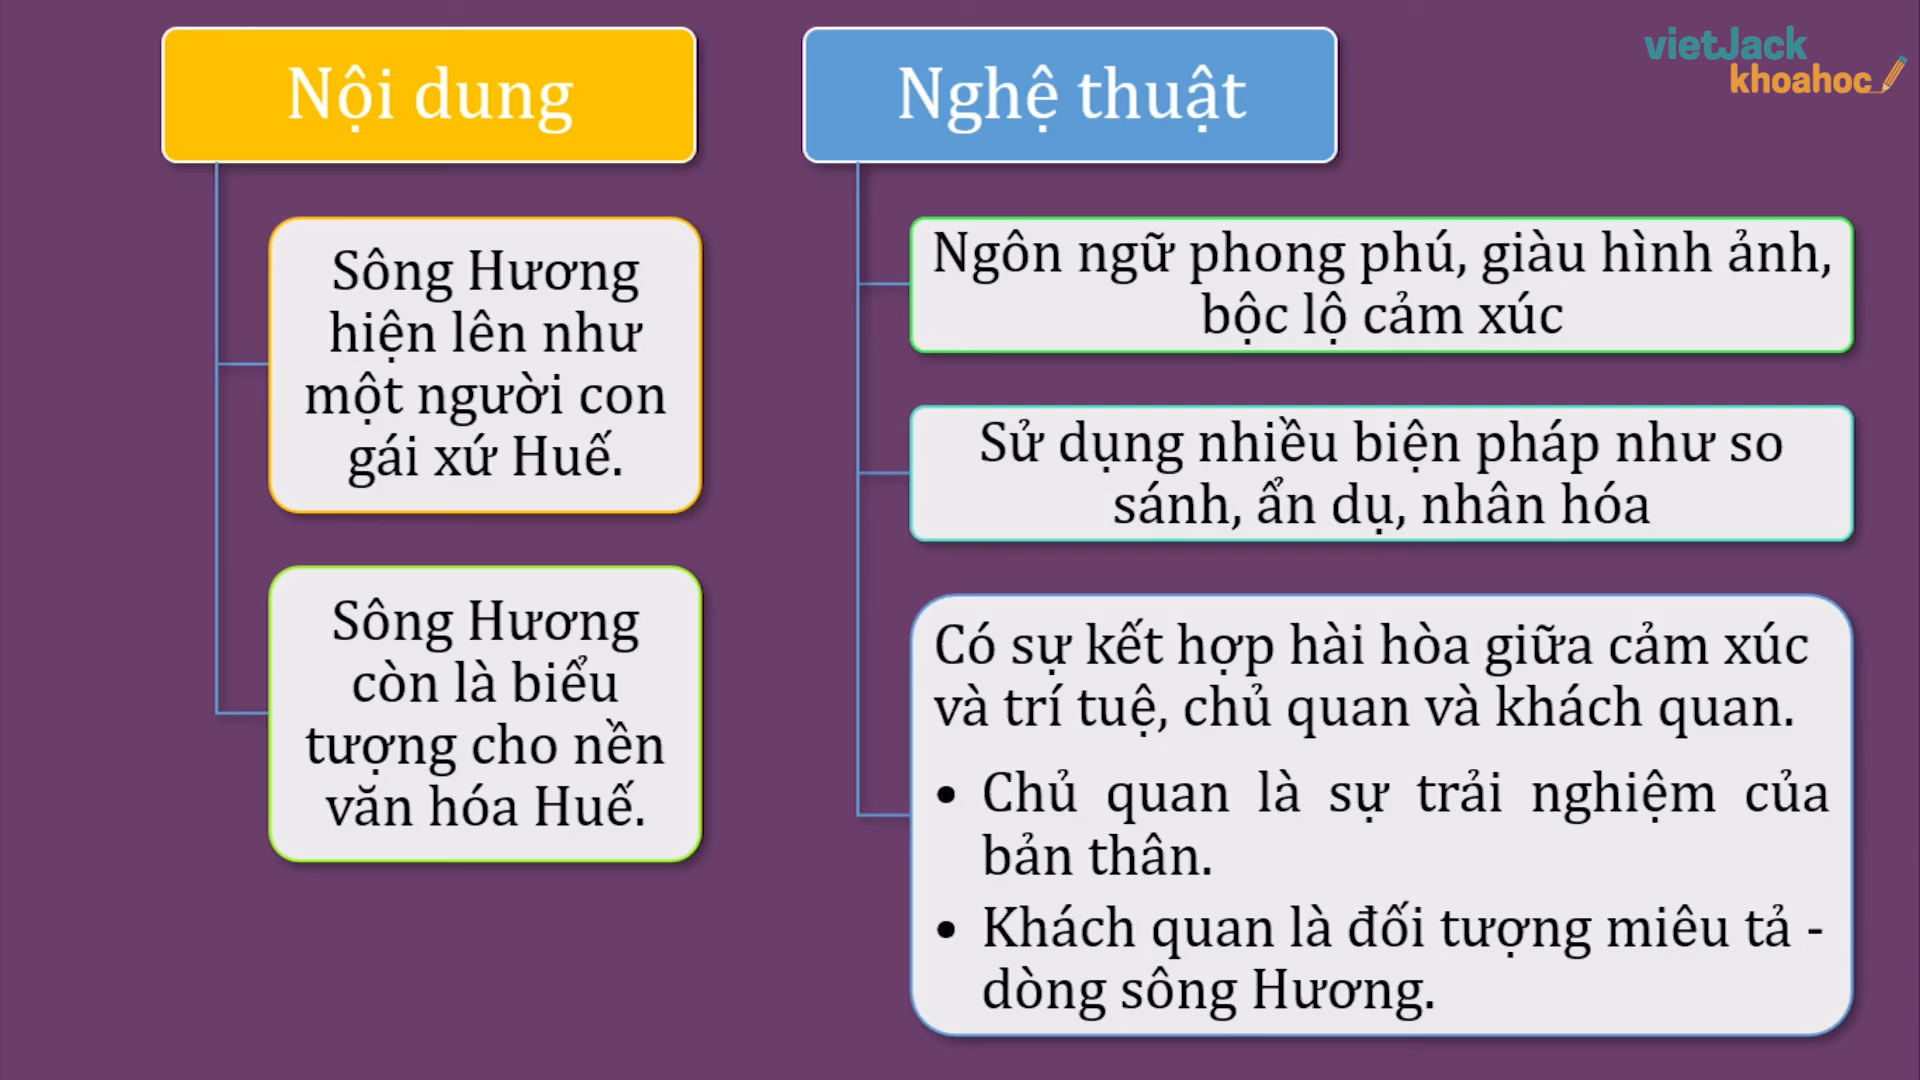 Nội dung
Sông Hương
hiện lên như
một người con
gái xứ Huế.
Sông Hương
còn là biểu
tượng cho nền
văn hóa Huế.
Nghệ thuật
Ngôn ngữ phong phú, giàu hình ảnh,
bộc lộ cảm xúc
Sử dụng nhiều biện pháp như so
sánh, ẩn dụ, nhân hóa
Có sự kết hợp hài hòa giữa cảm xúc
và trí tuệ, chủ quan và khách quan.
• Chủ quan là sự trải nghiệm của
bản thân.
• Khách quan là đối tượng miêu tả -
dòng sông Hương.
vietJack
khoahoc